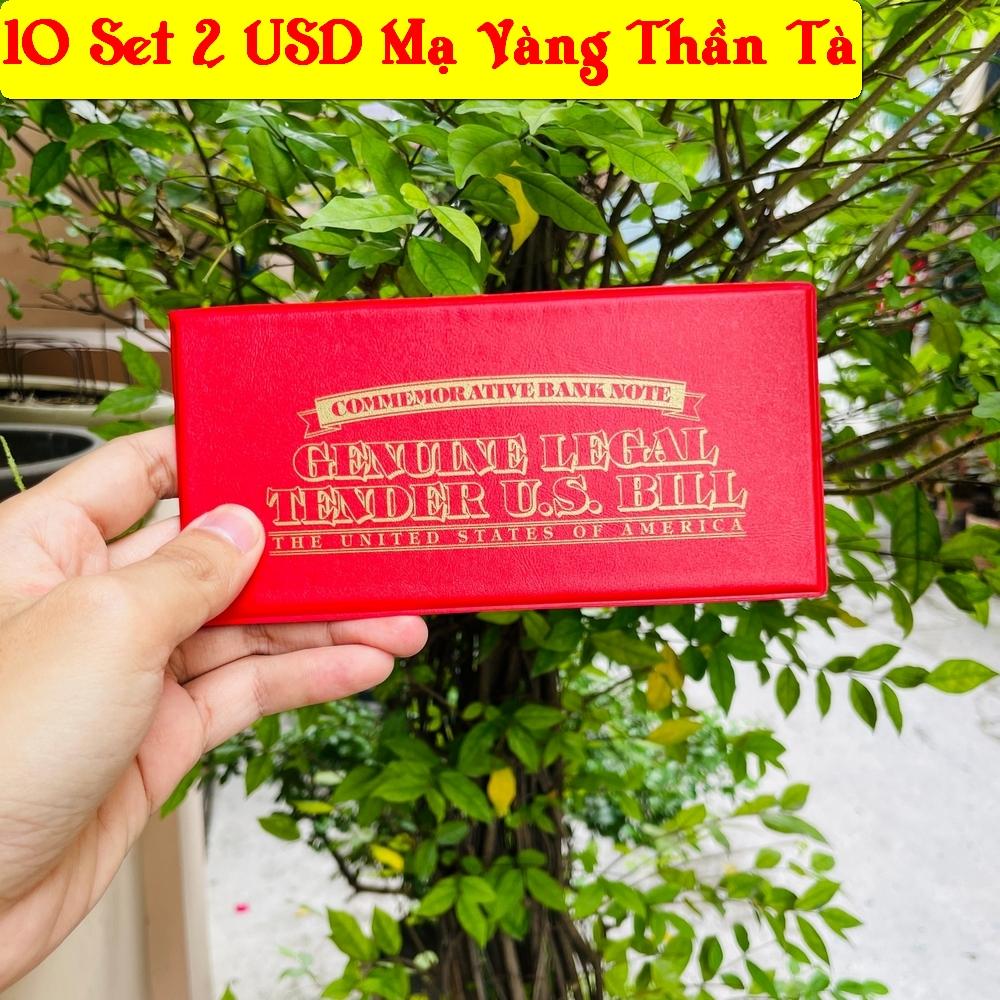 10 Set 2 USD Mạ Vàng Thần Tà
COMMEMORATIVE BANK NOTE
GENUINE LEGAL
TENDER U.S. BILL
THE UNITED STATES OF AMERICA